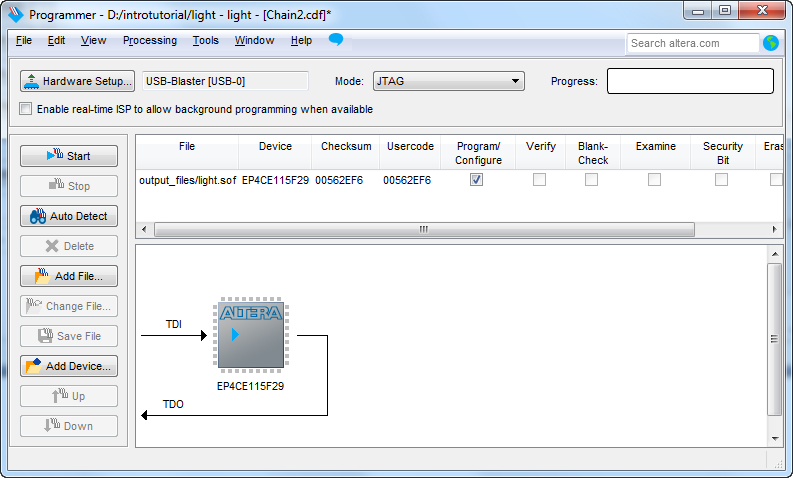 Programmer - D:/introtutorial/light - light - [Chain2.cdf]*
File Edit View Processing Tools Window Help
Search altera.com
Hardware Setup... USB-Blaster [USB-0] Mode: JTAG Progress:
Enable real-time ISP to allow background programming when available
Start
Stop
Auto Detect
Delete
Add File...
Change File...
Save File
Add Device...
Up
Down
File Device Checksum Usercode Program/ Verify Blank- Examine Security Eras
Configure Check Bit
output_files/light.sof EP4CE115F29 00562EF6 00562EF6
ALTERA
TDI
EP4CE115F29
TDO